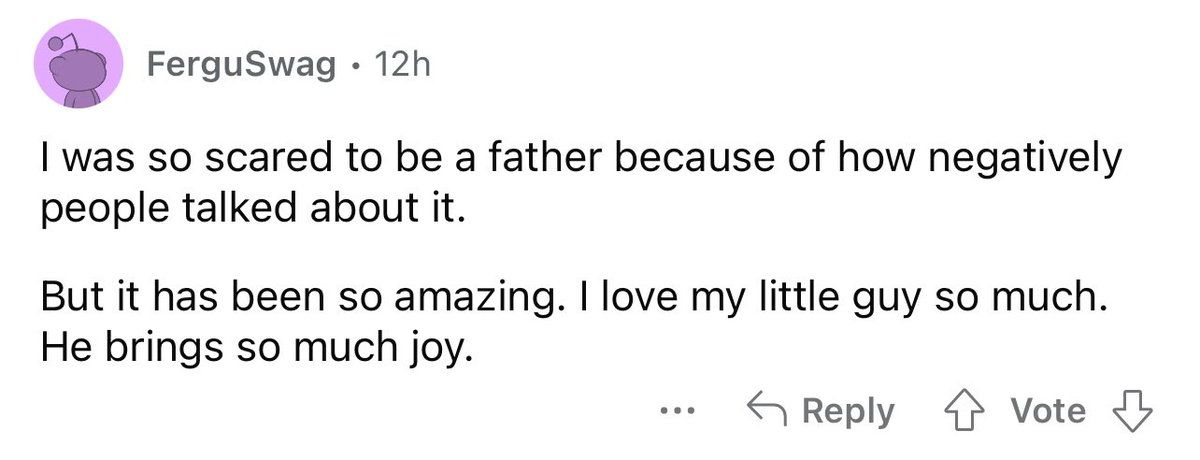 FerguSwag • 12h
I was so scared to be a father because of how negatively
people talked about it.
But it has been so amazing. I love my little guy so much.
He brings so much joy.
... Reply Vote